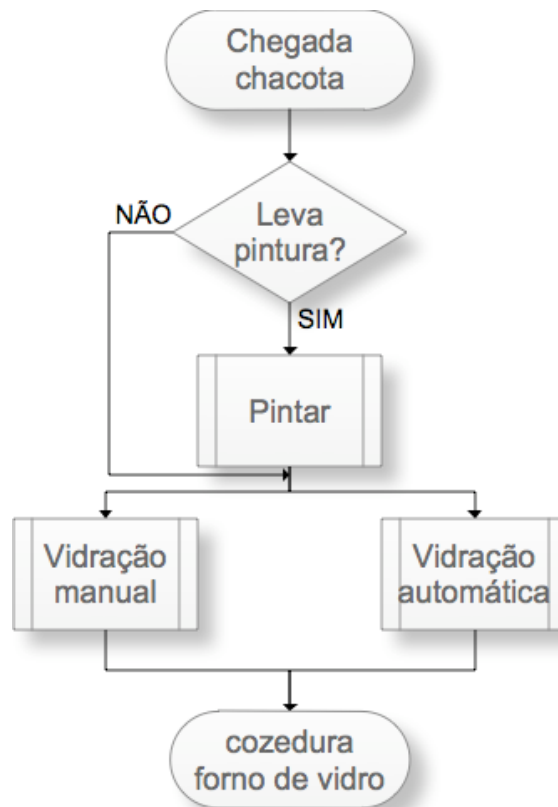 Chegada
chacota
NÃO
Leva
pintura?
SIM
Pintar
Vidração
manual
Vidração
automática
cozedura
forno de vidro